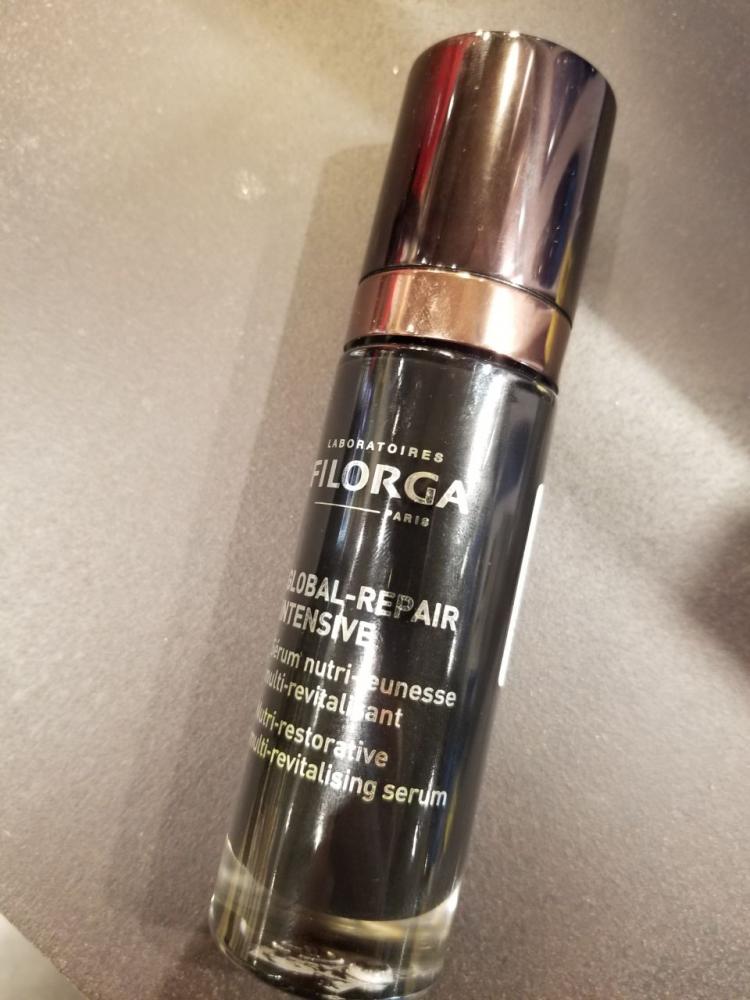 LABORATOIRES
FILORGA
PARIS
GLOBAL-REPAIR
INTENSIVE
Sérum nutri-jeunesse
multi-revitalisant
Nutri-restorative
multi-revitalising serum